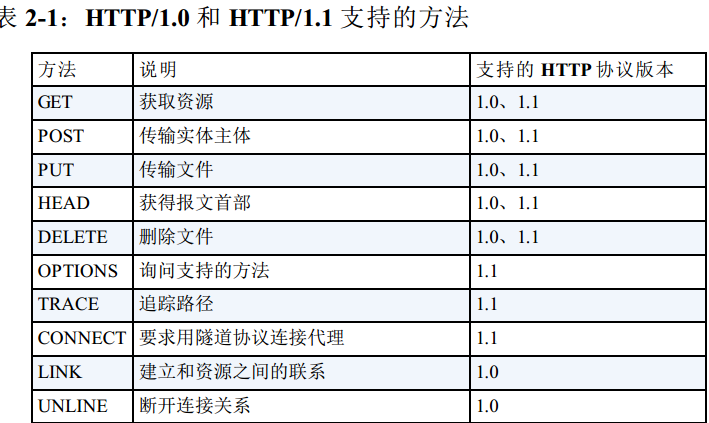 表 2-1：HTTP/1.0 和 HTTP/1.1 支持的方法
方法 说明 支持的 HTTP 协议版本
GET 获取资源 1.0、1.1
POST 传输实体主体 1.0、1.1
PUT 传输文件 1.0、1.1
HEAD 获得报文首部 1.0、1.1
DELETE 删除文件 1.0、1.1
OPTIONS 询问支持的方法 1.1
TRACE 追踪路径 1.1
CONNECT 要求用隧道协议连接代理 1.1
LINK 建立和资源之间的联系 1.0
UNLINE 断开连接关系 1.0